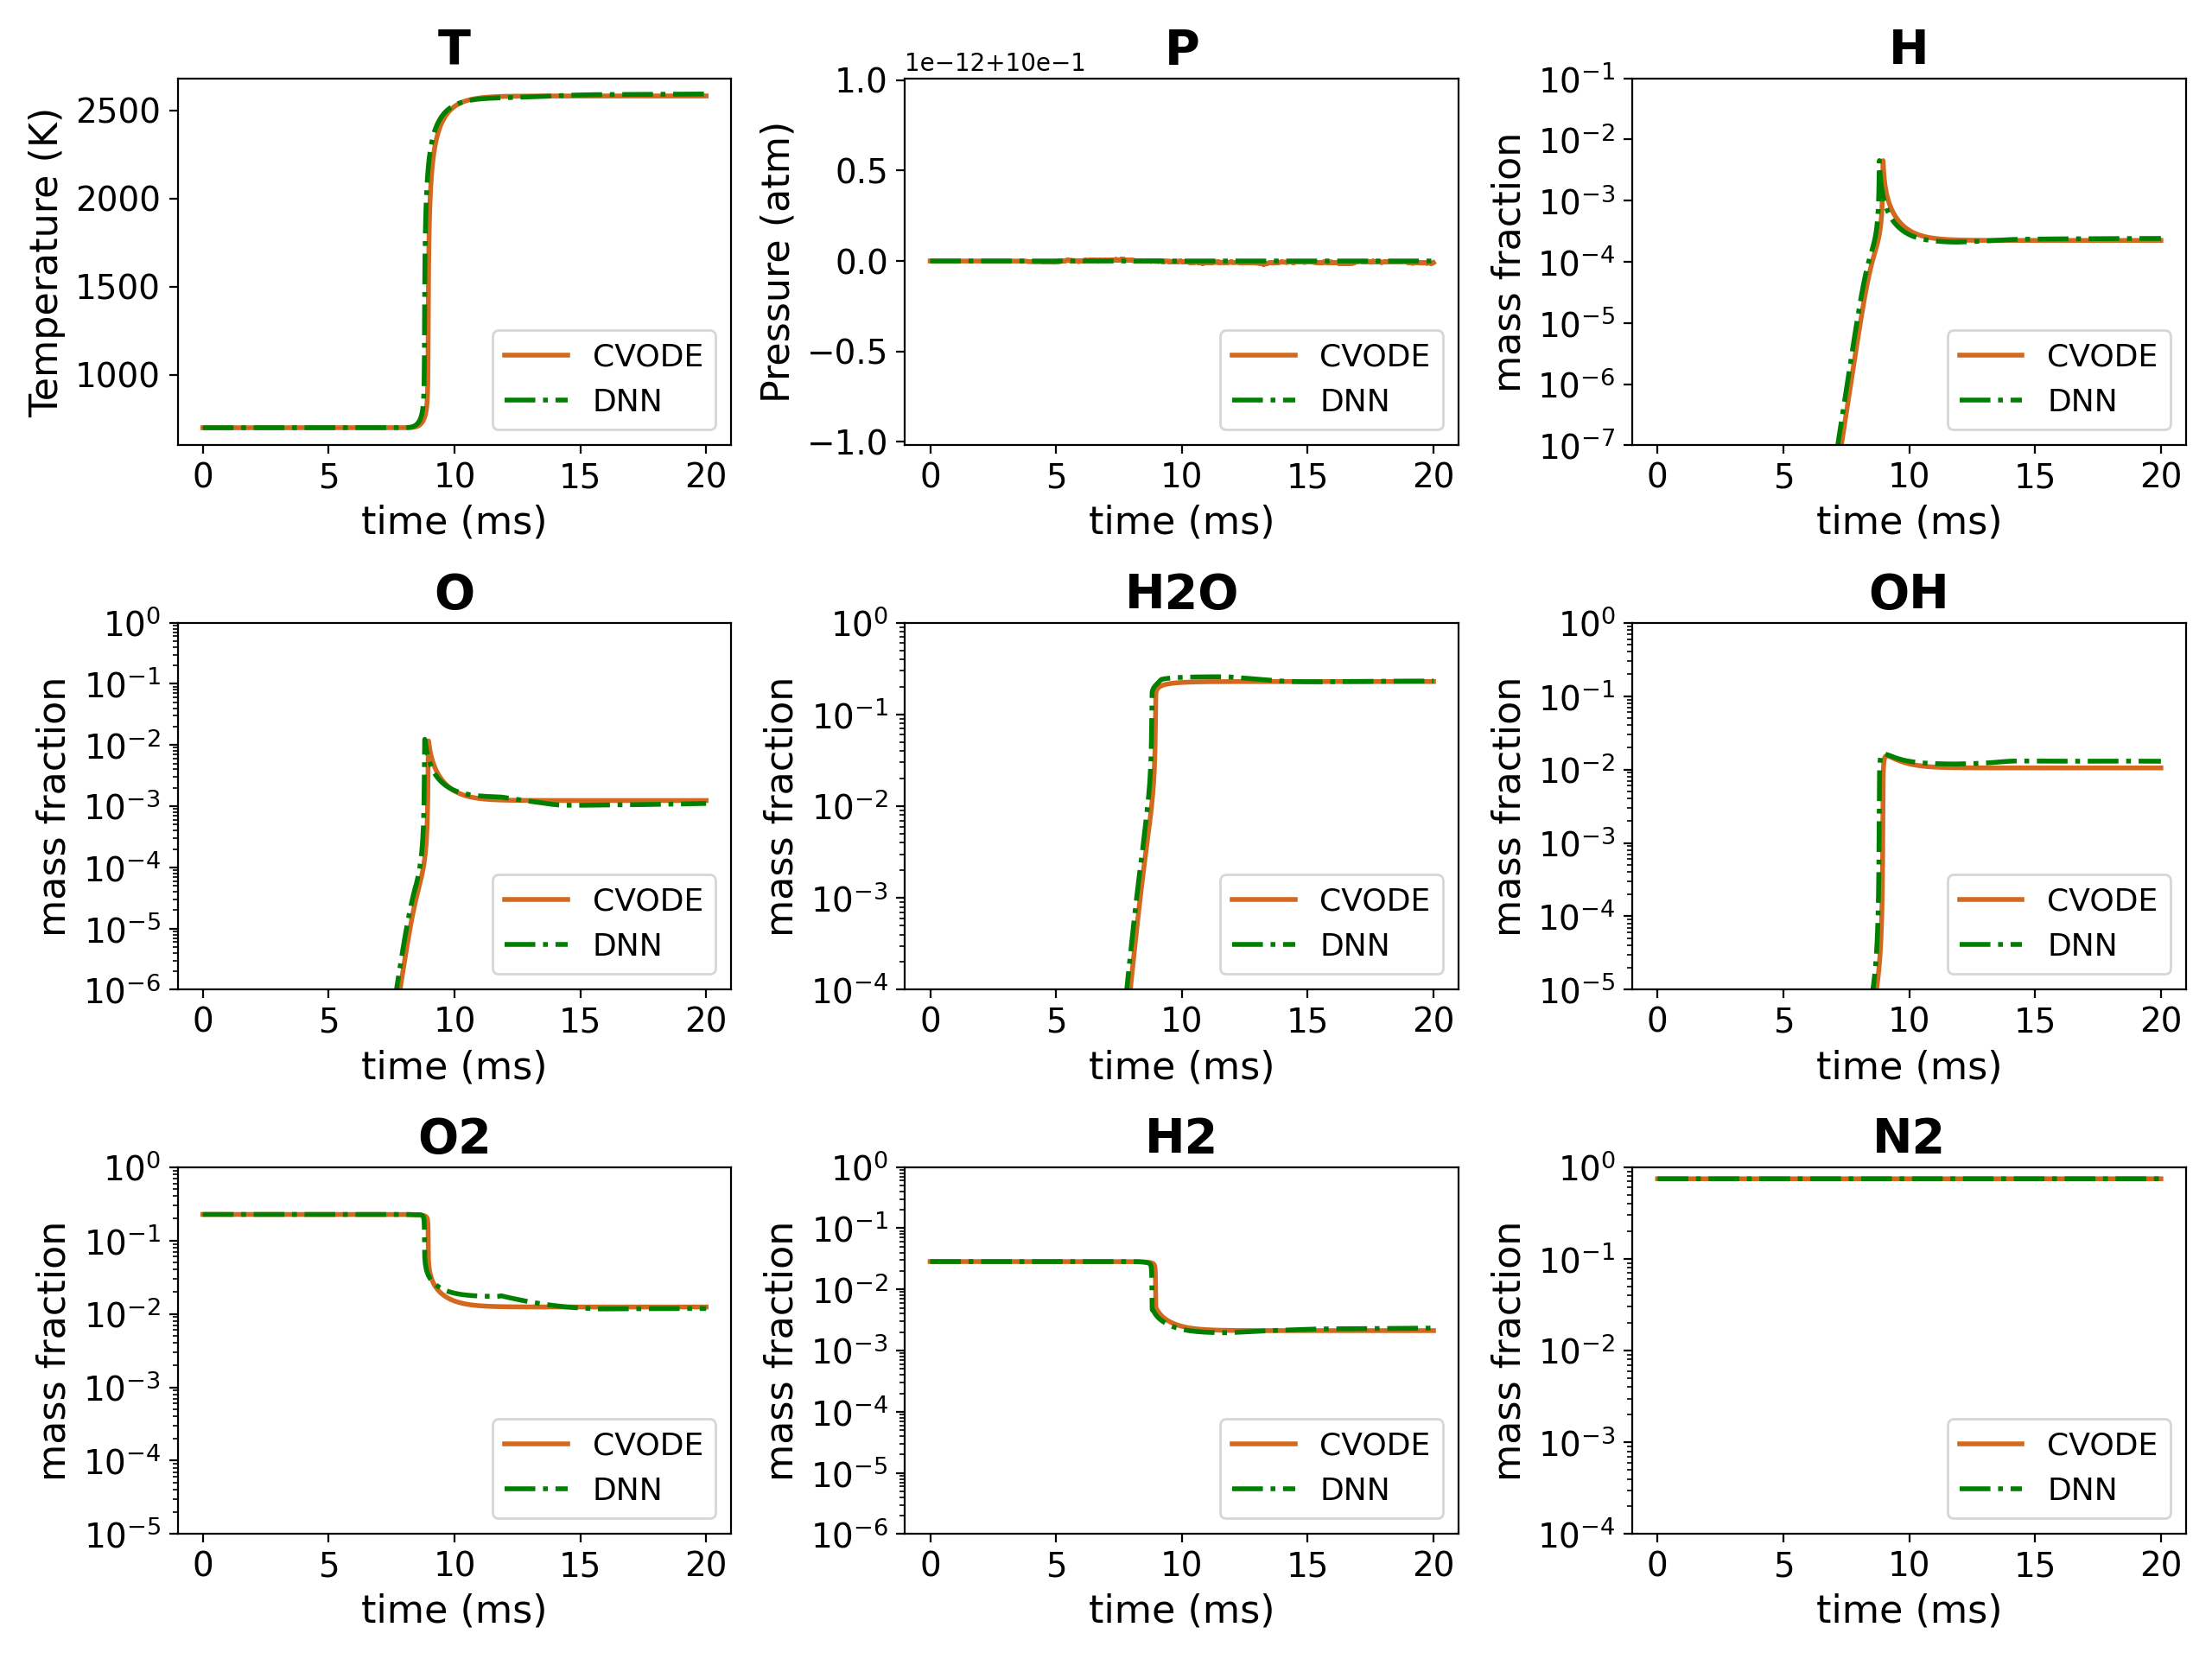 T
2500
2000
1500
1000
Temperature (K)
0 5 10 15 20
time (ms)
CVODE
DNN
P
1e−12+10e−1
1.0
0.5
0.0
−0.5
−1.0
Pressure (atm)
0 5 10 15 20
time (ms)
CVODE
DNN
H
10⁻¹
10⁻²
10⁻³
10⁻⁴
10⁻⁵
10⁻⁶
10⁻⁷
mass fraction
0 5 10 15 20
time (ms)
CVODE
DNN
O
10⁰
10⁻¹
10⁻²
10⁻³
10⁻⁴
10⁻⁵
10⁻⁶
mass fraction
0 5 10 15 20
time (ms)
CVODE
DNN
H2O
10⁰
10⁻¹
10⁻²
10⁻³
10⁻⁴
mass fraction
0 5 10 15 20
time (ms)
CVODE
DNN
OH
10⁰
10⁻¹
10⁻²
10⁻³
10⁻⁴
10⁻⁵
mass fraction
0 5 10 15 20
time (ms)
CVODE
DNN
O2
10⁰
10⁻¹
10⁻²
10⁻³
10⁻⁴
10⁻⁵
mass fraction
0 5 10 15 20
time (ms)
CVODE
DNN
H2
10⁰
10⁻¹
10⁻²
10⁻³
10⁻⁴
10⁻⁵
10⁻⁶
mass fraction
0 5 10 15 20
time (ms)
CVODE
DNN
N2
10⁰
10⁻¹
10⁻²
10⁻³
10⁻⁴
mass fraction
0 5 10 15 20
time (ms)
CVODE
DNN